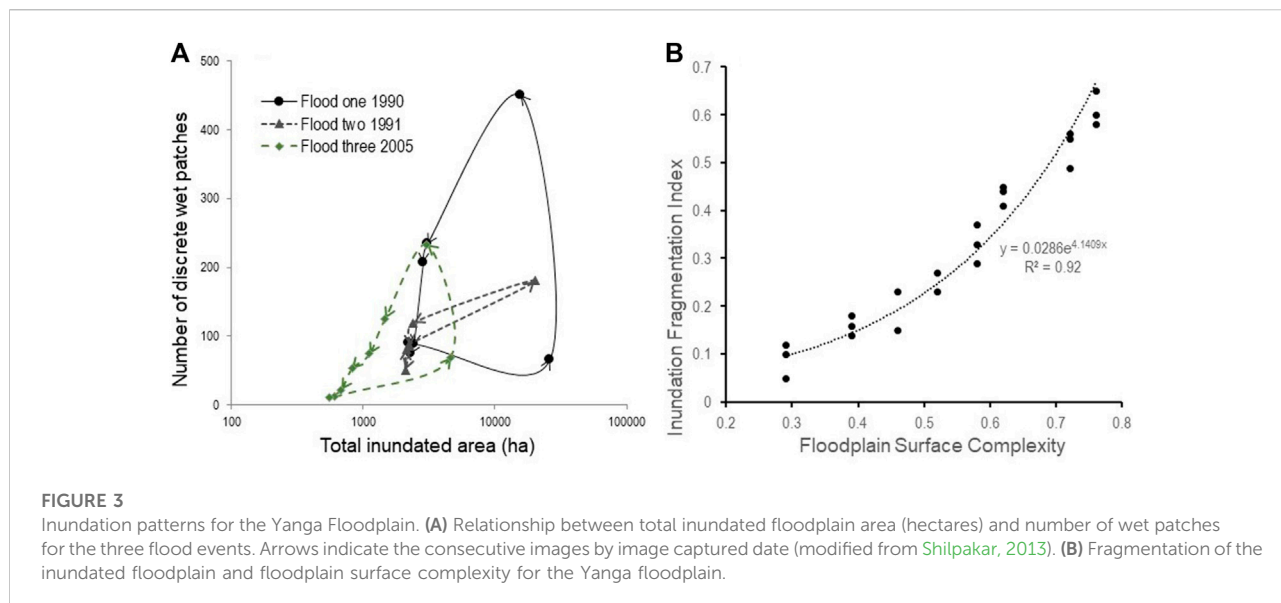 A
500
400
300
200
100
0
Number of discrete wet patches
Flood one 1990
Flood two 1991
Flood three 2005
100
1000
10000
100000
Total inundated area (ha)
B
0.7
0.6
0.5
0.4
0.3
0.2
0.1
0
Inundation Fragmentation Index
y = 0.0286e^4.1409x
R² = 0.92
0.2
0.3
0.4
0.5
0.6
0.7
0.8
Floodplain Surface Complexity
FIGURE 3
Inundation patterns for the Yanga Floodplain. (A) Relationship between total inundated floodplain area (hectares) and number of wet patches
for the three flood events. Arrows indicate the consecutive images by image captured date (modified from Shilpakar, 2013). (B) Fragmentation of the
inundated floodplain and floodplain surface complexity for the Yanga floodplain.